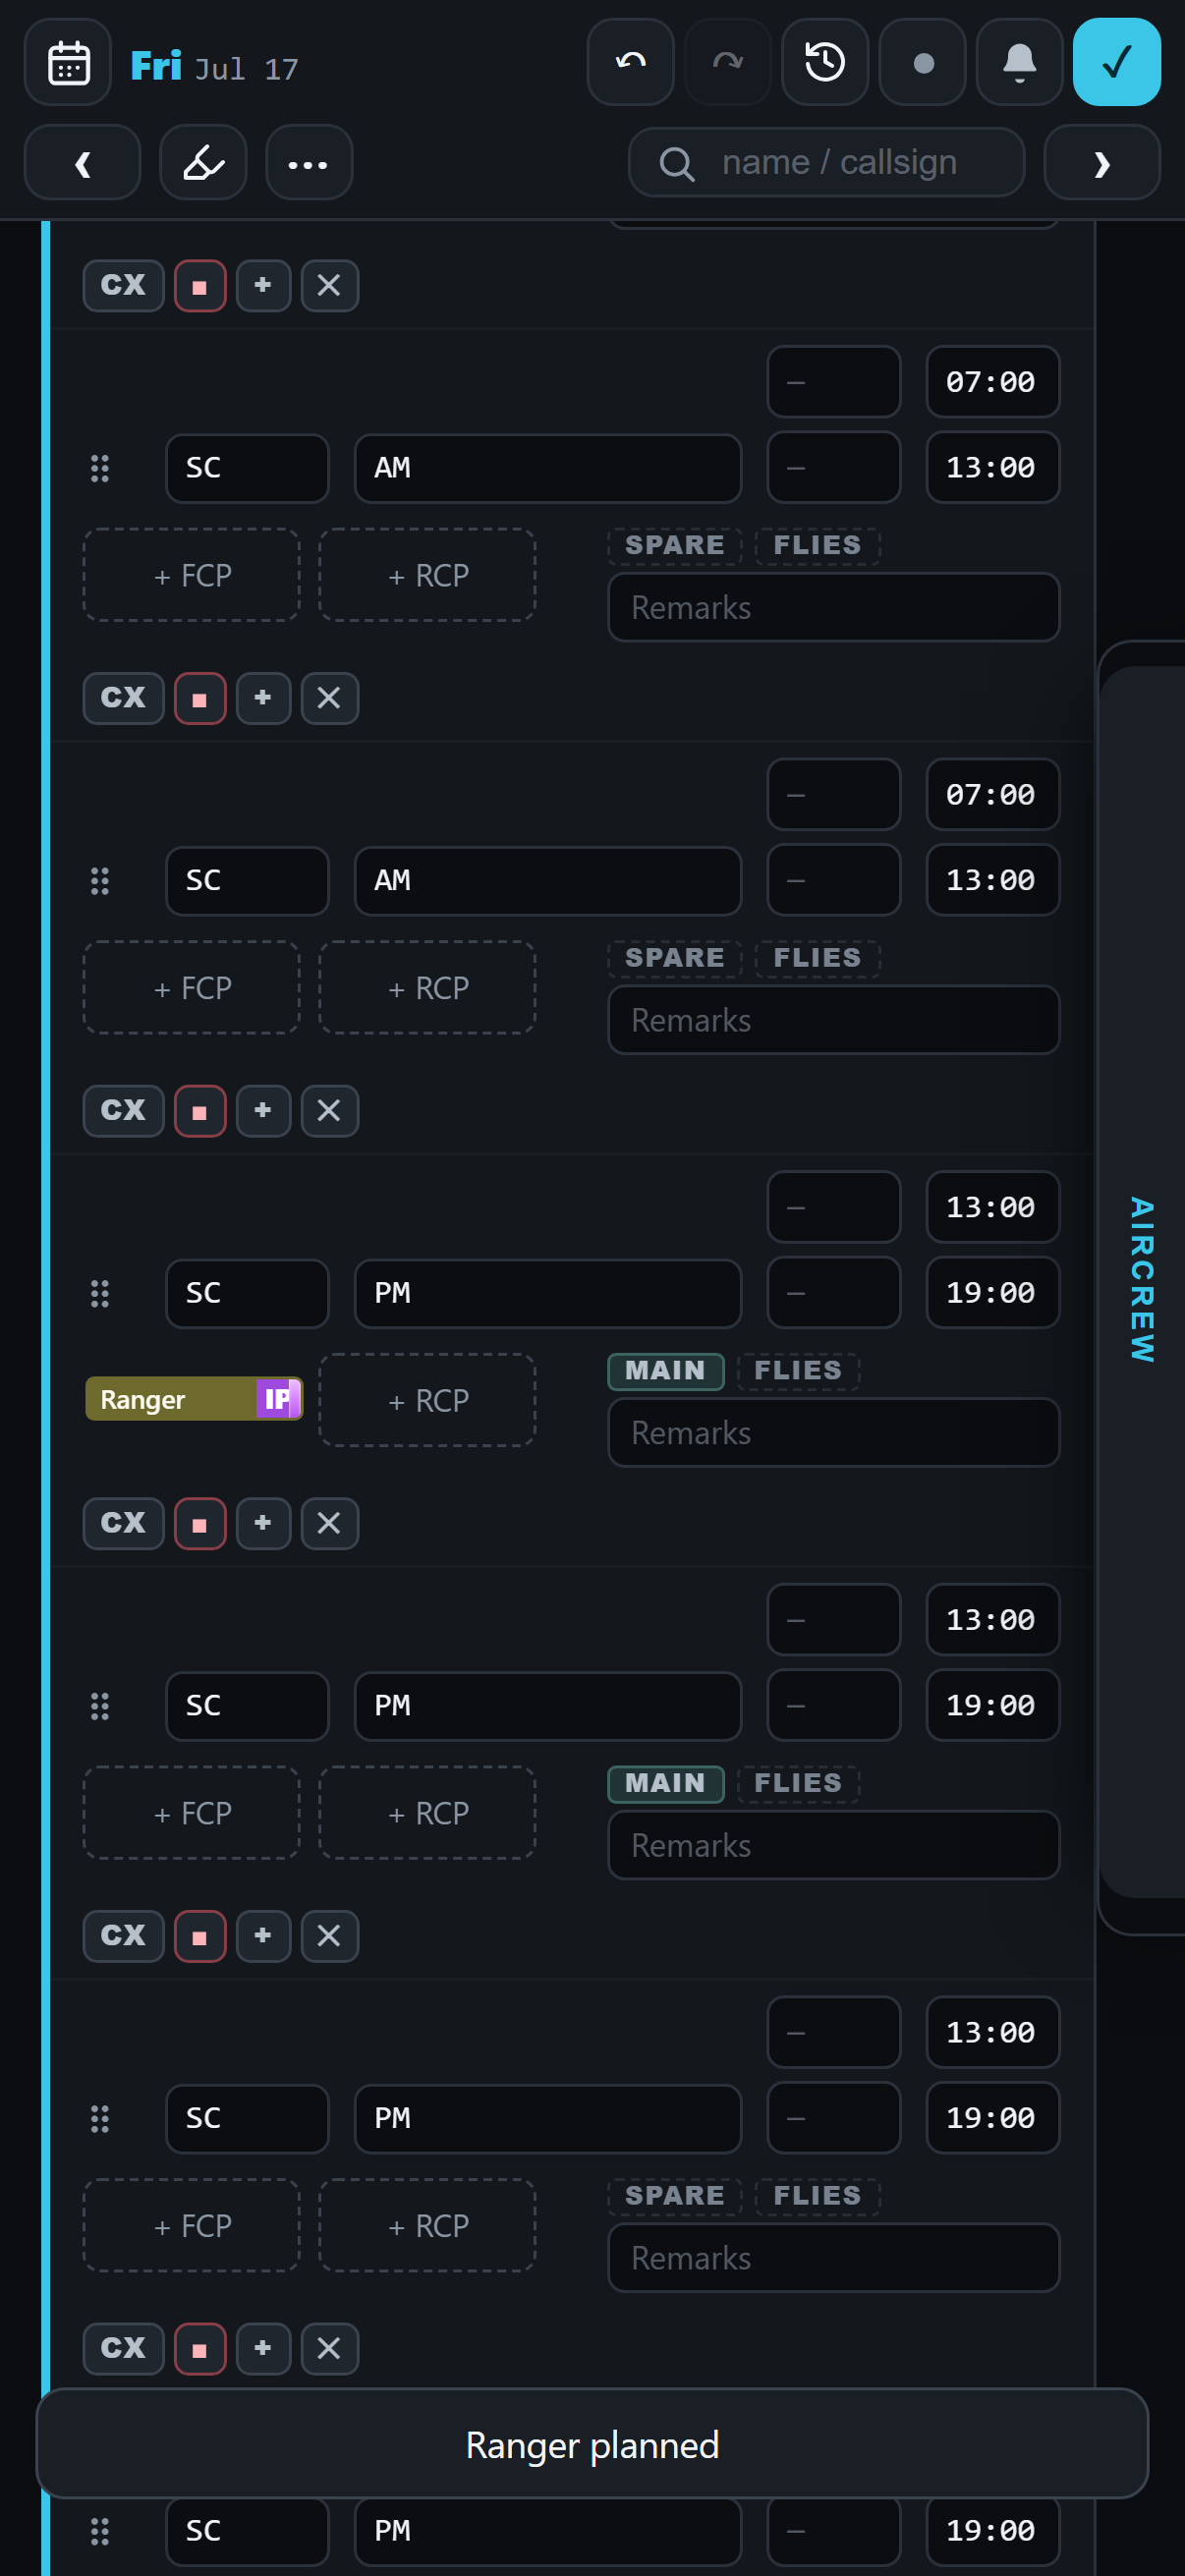 Fri Jul 17
name / callsign
CX
— 07:00
SC AM — 13:00
SPARE FLIES
+ FCP + RCP
Remarks
CX
— 07:00
SC AM — 13:00
SPARE FLIES
+ FCP + RCP
Remarks
CX
— 13:00
SC PM — 19:00
MAIN FLIES
Ranger IP + RCP
Remarks
CX
— 13:00
SC PM — 19:00
MAIN FLIES
+ FCP + RCP
Remarks
CX
— 13:00
SC PM — 19:00
SPARE FLIES
+ FCP + RCP
Remarks
CX
Ranger planned
SC PM — 19:00
AIRCREW